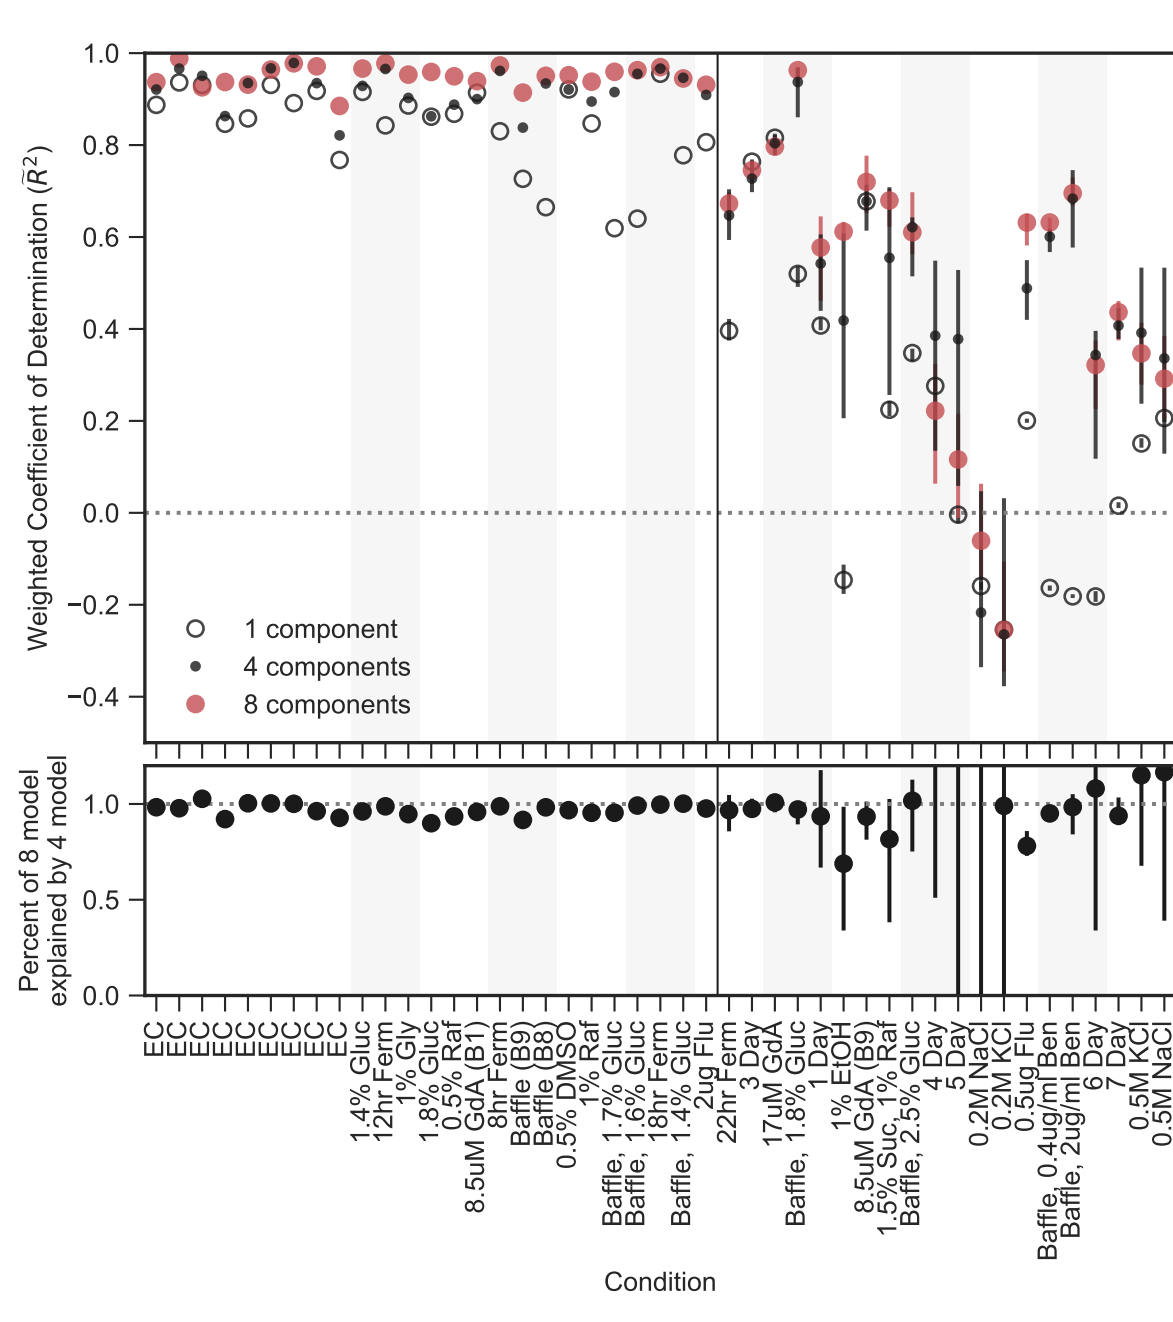 Weighted Coefficient of Determination (R̃²)
1.0
0.8
0.6
0.4
0.2
0.0
−0.2
−0.4
1 component
4 components
8 components
Percent of 8 model
explained by 4 model
1.0
0.5
0.0
EC
EC
EC
EC
EC
EC
EC
EC
EC
1.4% Gluc
12hr Ferm
1% Gly
1.8% Gluc
0.5% Raf
8.5uM GdA (B1)
8hr Ferm
Baffle (B9)
Baffle (B8)
0.5% DMSO
1% Raf
Baffle, 1.7% Gluc
Baffle, 1.6% Gluc
18hr Ferm
Baffle, 1.4% Gluc
2ug Flu
22hr Ferm
3 Day
17uM GdA
Baffle, 1.8% Gluc
1 Day
1% EtOH
8.5uM GdA (B9)
1.5% Suc, 1% Raf
Baffle, 2.5% Gluc
4 Day
5 Day
0.2M NaCl
0.2M KCl
0.5ug Flu
Baffle, 0.4ug/ml Ben
Baffle, 2ug/ml Ben
6 Day
7 Day
0.5M KCl
0.5M NaCl
Condition